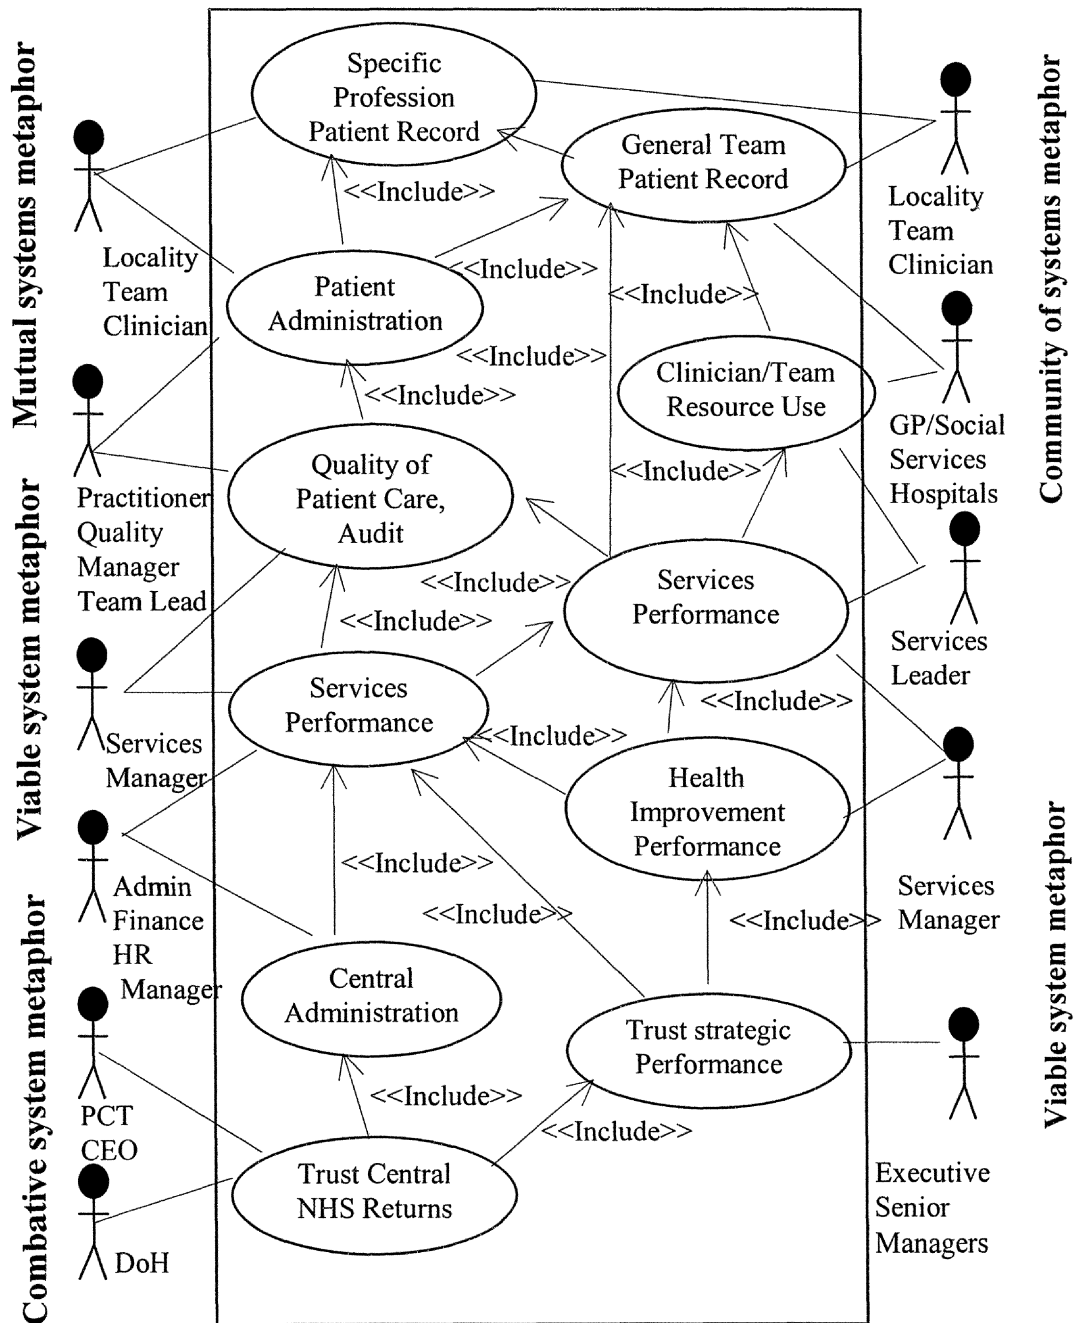 Mutual systems metaphor
Viable system metaphor
Combative system metaphor
Locality
Team
Clinician
Practitioner
Quality
Manager
Team Lead
Services
Manager
Admin
Finance
HR
Manager
PCT
CEO
DoH
Specific
Profession
Patient Record
General Team
Patient Record
<<Include>>
<<Include>>
<<Include>>
Patient
Administration
<<Include>>
<<Include>>
Clinician/Team
Resource Use
Quality of
Patient Care,
Audit
<<Include>>
<<Include>>
Services
Performance
<<Include>>
Services
Performance
<<Include>>
<<Include>>
Health
Improvement
Performance
<<Include>>
<<Include>>
<<Include>>
Central
Administration
Trust strategic
Performance
<<Include>>
<<Include>>
Trust Central
NHS Returns
Locality
Team
Clinician
GP/Social
Services
Hospitals
Services
Leader
Services
Manager
Executive
Senior
Managers
Community of systems metaphor
Viable system metaphor